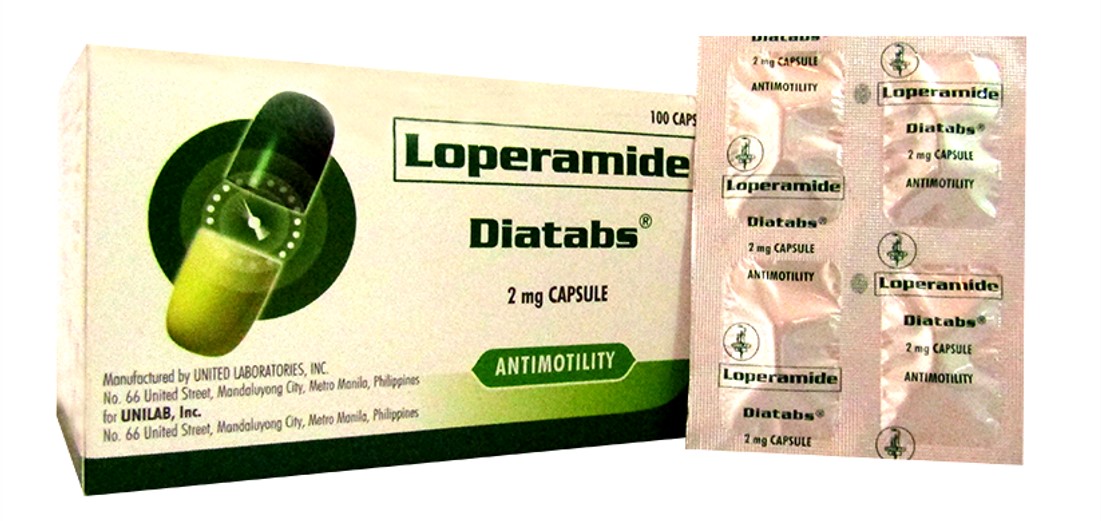 100 CAPS
Loperamide
Diatabs®
2 mg CAPSULE
ANTIMOTILITY
Manufactured by UNITED LABORATORIES, INC.
No. 66 United Street, Mandaluyong City, Metro Manila, Philippines
for UNILAB, Inc.
No. 66 United Street, Mandaluyong City, Metro Manila, Philippines
Diatabs
2 mg CAPSULE
ANTIMOTILITY
Loperamide
Diatabs®
2 mg CAPSULE
ANTIMOTILITY
Loperamide
Diatabs®
2 mg CAPSULE
Loperamide
Diatabs®
2 mg CAPSULE
ANTIMOTILITY
Loperamide
Diatabs®
2 mg CAPSULE
ANTIMOTILITY